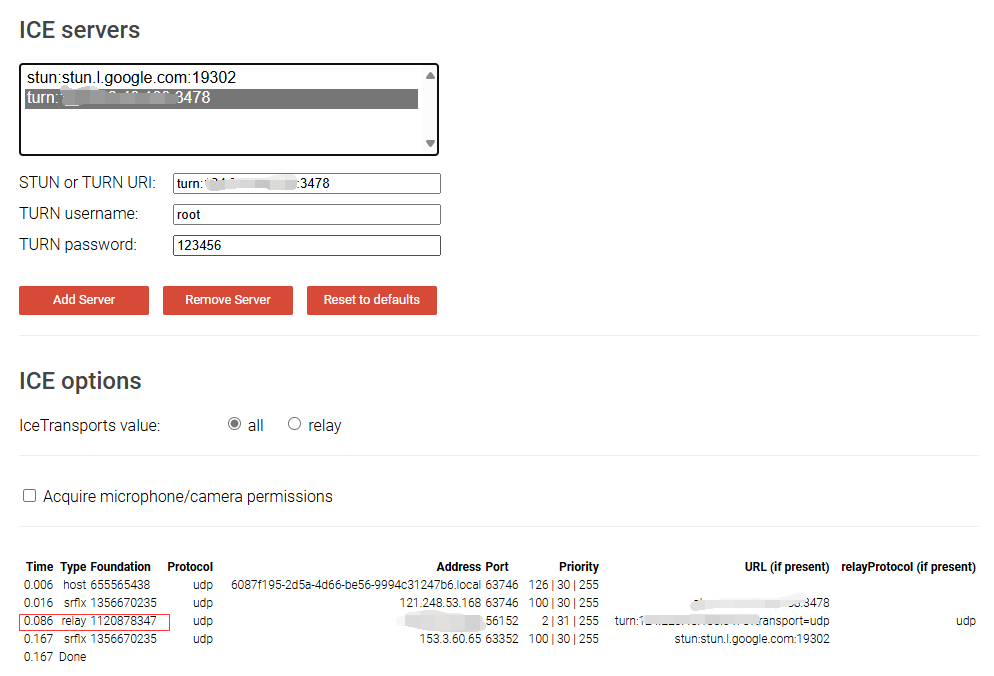 ICE servers
stun:stun.l.google.com:19302
turn: 3478
STUN or TURN URI: turn: :3478
TURN username: root
TURN password: 123456
Add Server Remove Server Reset to defaults
ICE options
IceTransports value: all relay
Acquire microphone/camera permissions
Time Type Foundation Protocol Address Port Priority URL (if present) relayProtocol (if present)
0.006 host 655565438 udp 6087f195-2d5a-4d66-be56-9994c31247b6.local 63746 126 | 30 | 255
0.016 srflx 1356670235 udp 121.248.53.168 63746 100 | 30 | 255 :3478
0.086 relay 1120878347 udp 56152 2 | 31 | 255 turn: transport=udp udp
0.167 srflx 1356670235 udp 153.3.60.65 63352 100 | 30 | 255 stun:stun.l.google.com:19302
0.167 Done